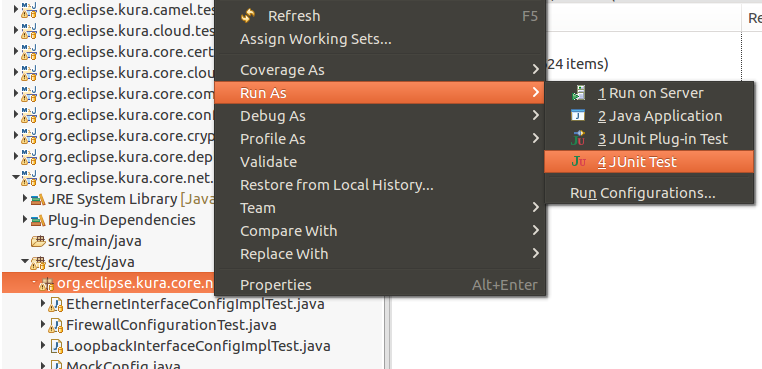 org.eclipse.kura.camel.te
org.eclipse.kura.cloud.tes
org.eclipse.kura.core.cert
org.eclipse.kura.core.clou
org.eclipse.kura.core.com
org.eclipse.kura.core.con
org.eclipse.kura.core.cryp
org.eclipse.kura.core.dep
org.eclipse.kura.core.net.
JRE System Library [Java
Plug-in Dependencies
src/main/java
src/test/java
org.eclipse.kura.core.n
EthernetInterfaceConfigImplTest.java
FirewallConfigurationTest.java
LoopbackInterfaceConfigImplTest.java
MockConfig.java
Refresh F5
Assign Working Sets...
Coverage As
Run As
Debug As
Profile As
Validate
Restore from Local History...
Team
Compare With
Replace With
Properties Alt+Enter
Re
24 items)
1 Run on Server
2 Java Application
3 JUnit Plug-in Test
4 JUnit Test
Run Configurations...